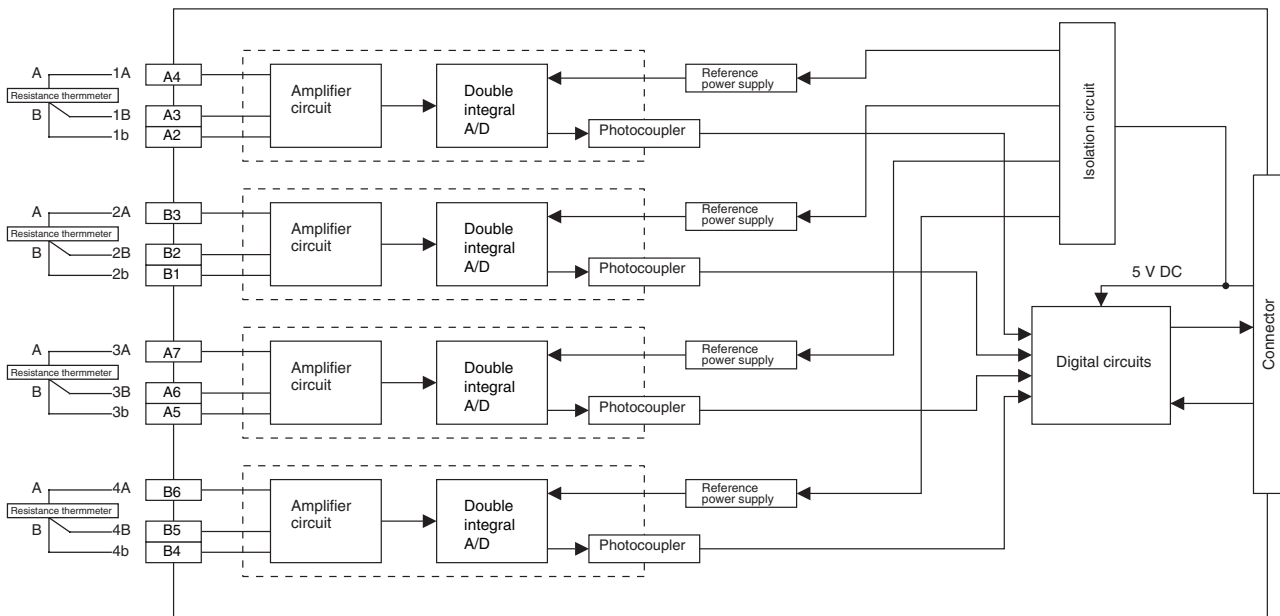 A
1A
A4
Resistance thermmeter
B
1B
A3
1b
A2
Amplifier
circuit
Double
integral
A/D
Reference
power supply
Photocoupler
Isolation circuit
A
2A
B3
Resistance thermmeter
B
2B
B2
2b
B1
Amplifier
circuit
Double
integral
A/D
Reference
power supply
Photocoupler
5 V DC
A
3A
A7
Resistance thermmeter
B
3B
A6
3b
A5
Amplifier
circuit
Double
integral
A/D
Reference
power supply
Photocoupler
Digital circuits
Connector
A
4A
B6
Resistance thermmeter
B
4B
B5
4b
B4
Amplifier
circuit
Double
integral
A/D
Reference
power supply
Photocoupler